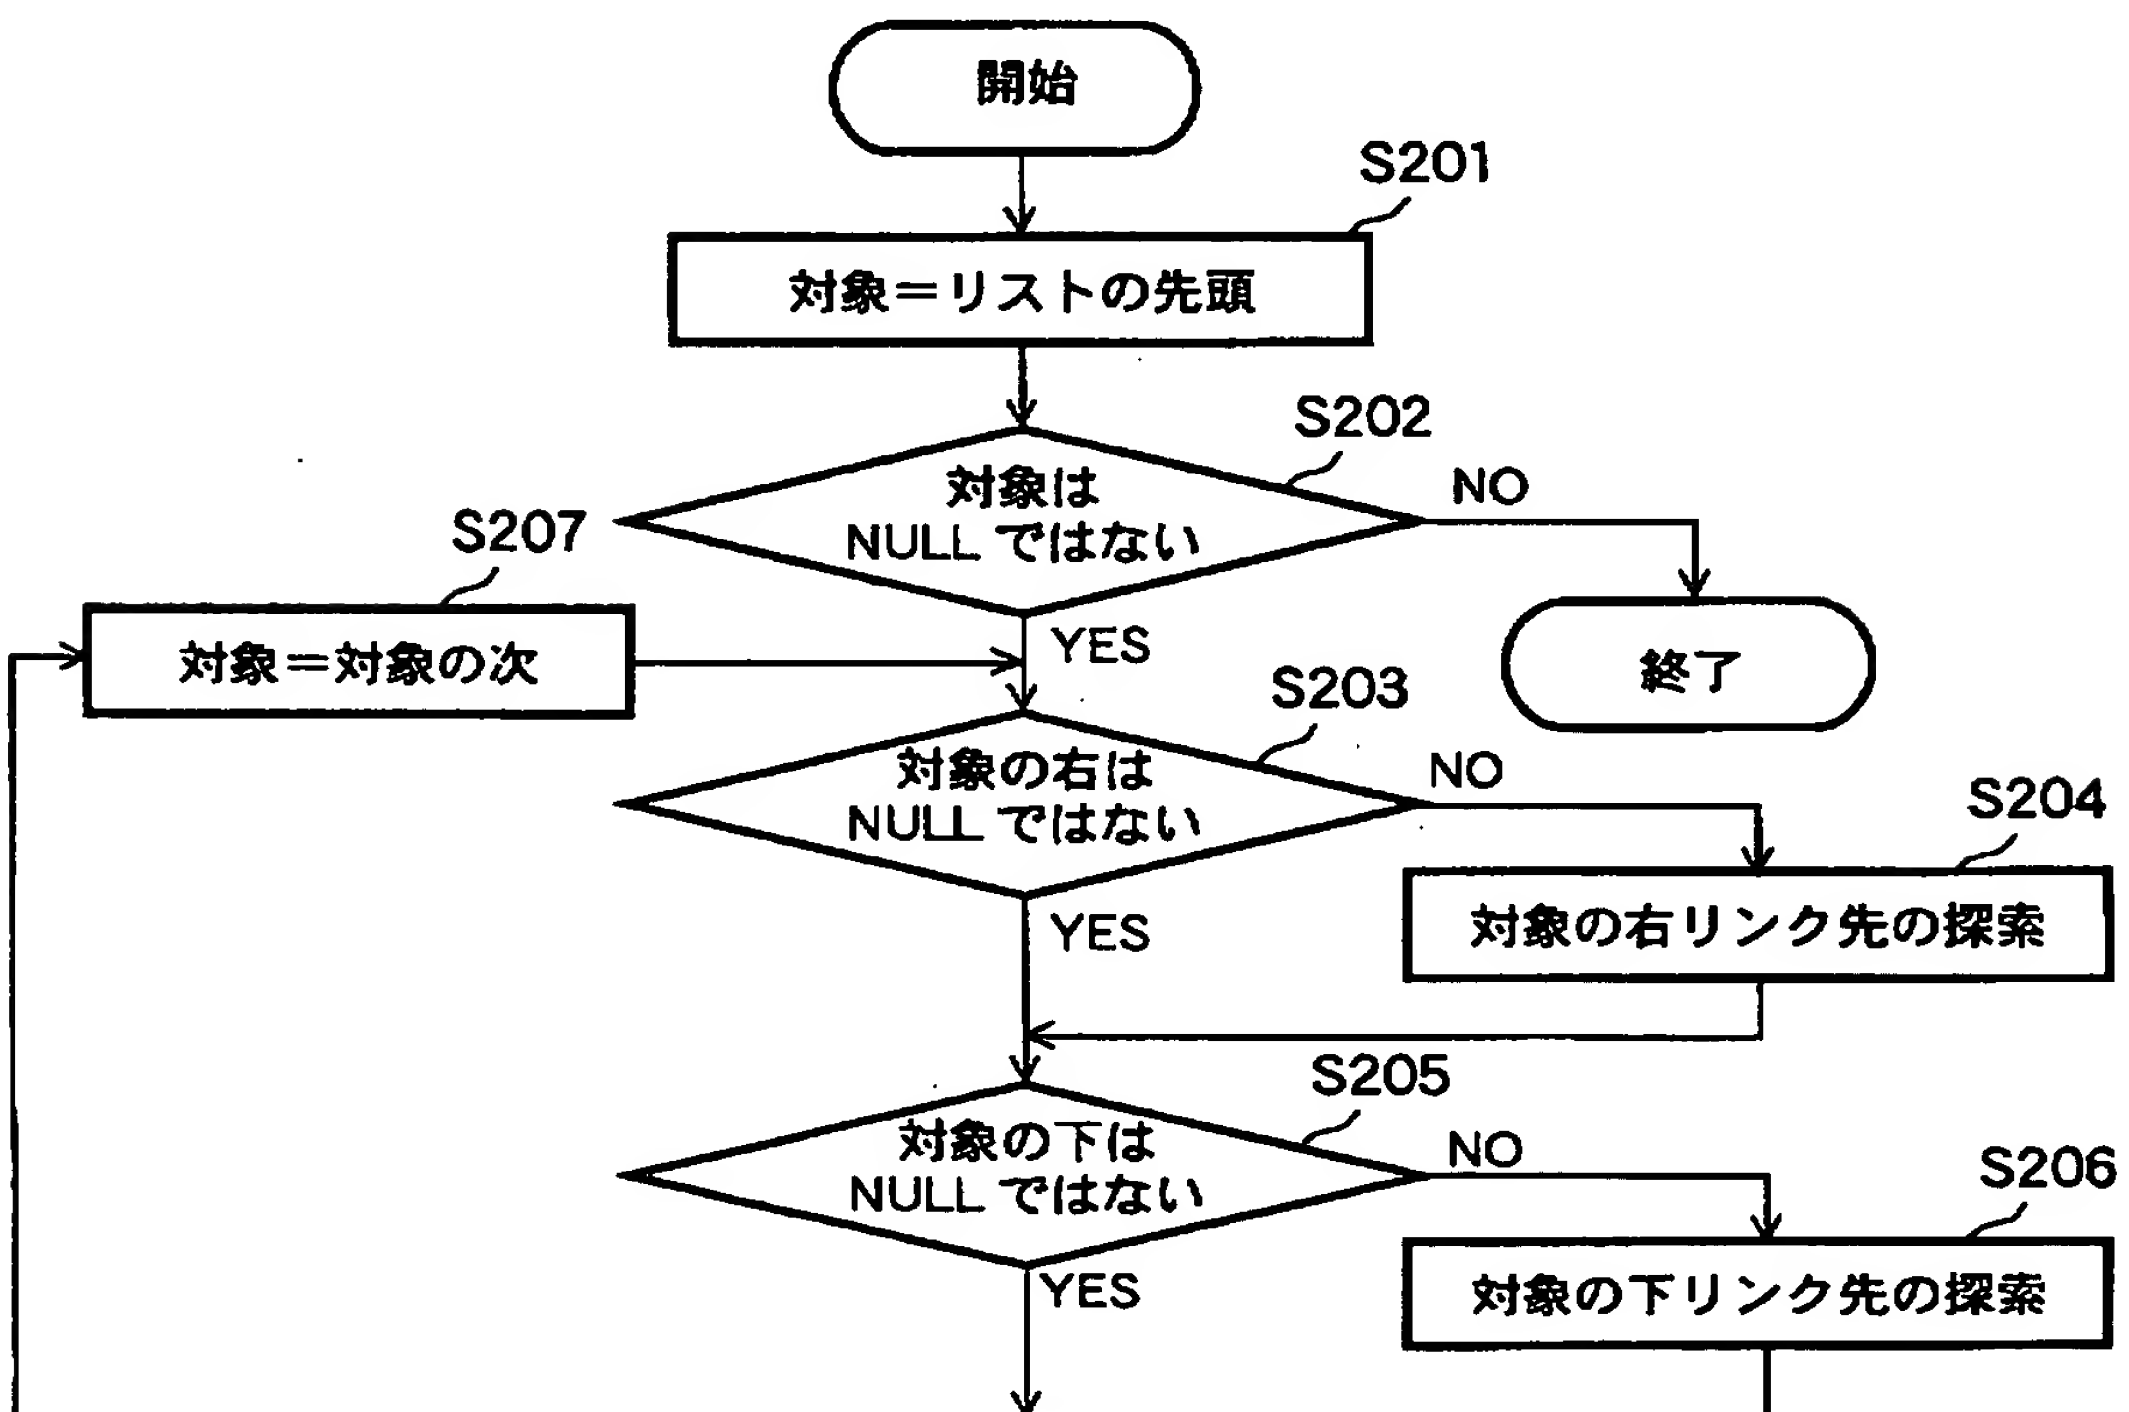 開始
S201
対象=リストの先頭
S202
対象は
NULLではない
NO
S207
対象=対象の次
YES
終了
S203
対象の右は
NULLではない
NO
S204
対象の右リンク先の探索
YES
S205
対象の下は
NULLではない
NO
S206
対象の下リンク先の探索
YES